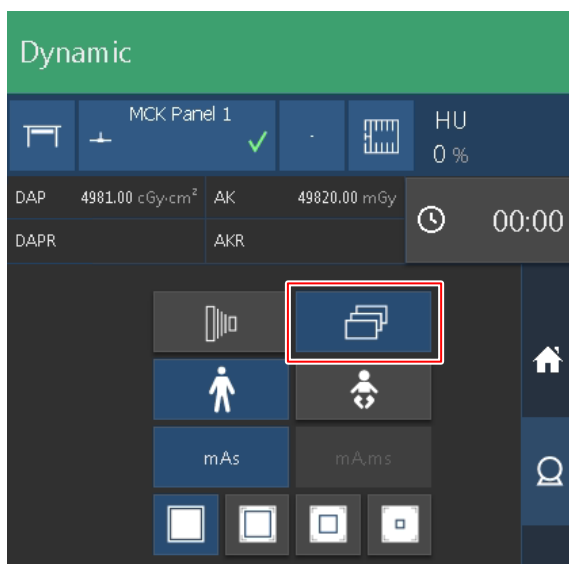 Dynamic
MCK Panel 1
-
HU
0 %
DAP 4981.00 cGy·cm² AK 49820.00 mGy
00:00
DAPR AKR
mAs mA,ms